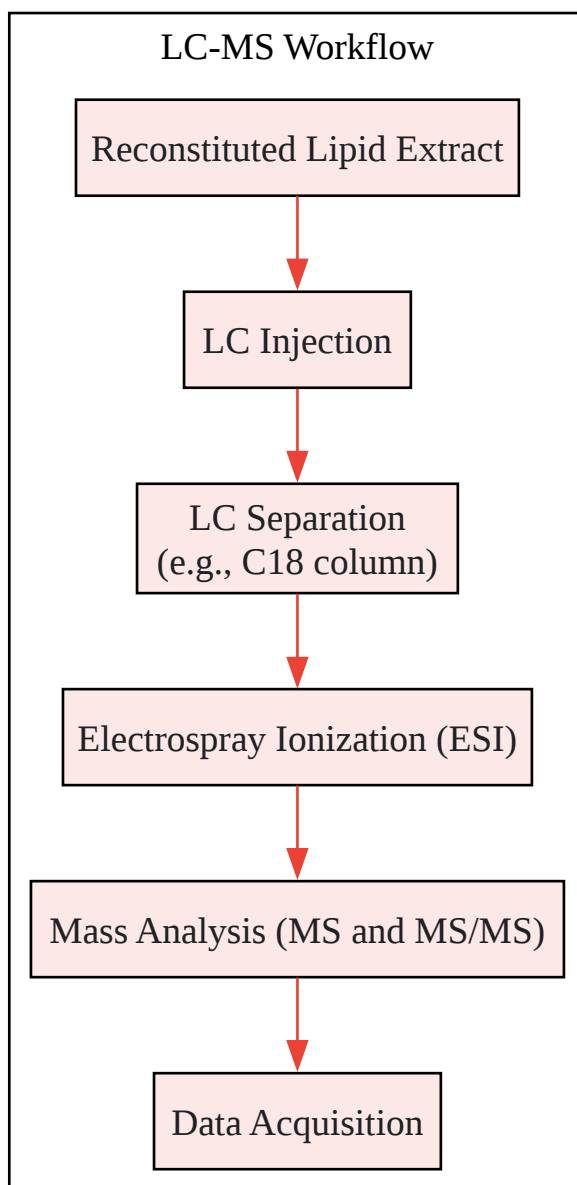 LC-MS Workflow
Reconstituted Lipid Extract
LC Injection
LC Separation
(e.g., C18 column)
Electrospray Ionization (ESI)
Mass Analysis (MS and MS/MS)
Data Acquisition